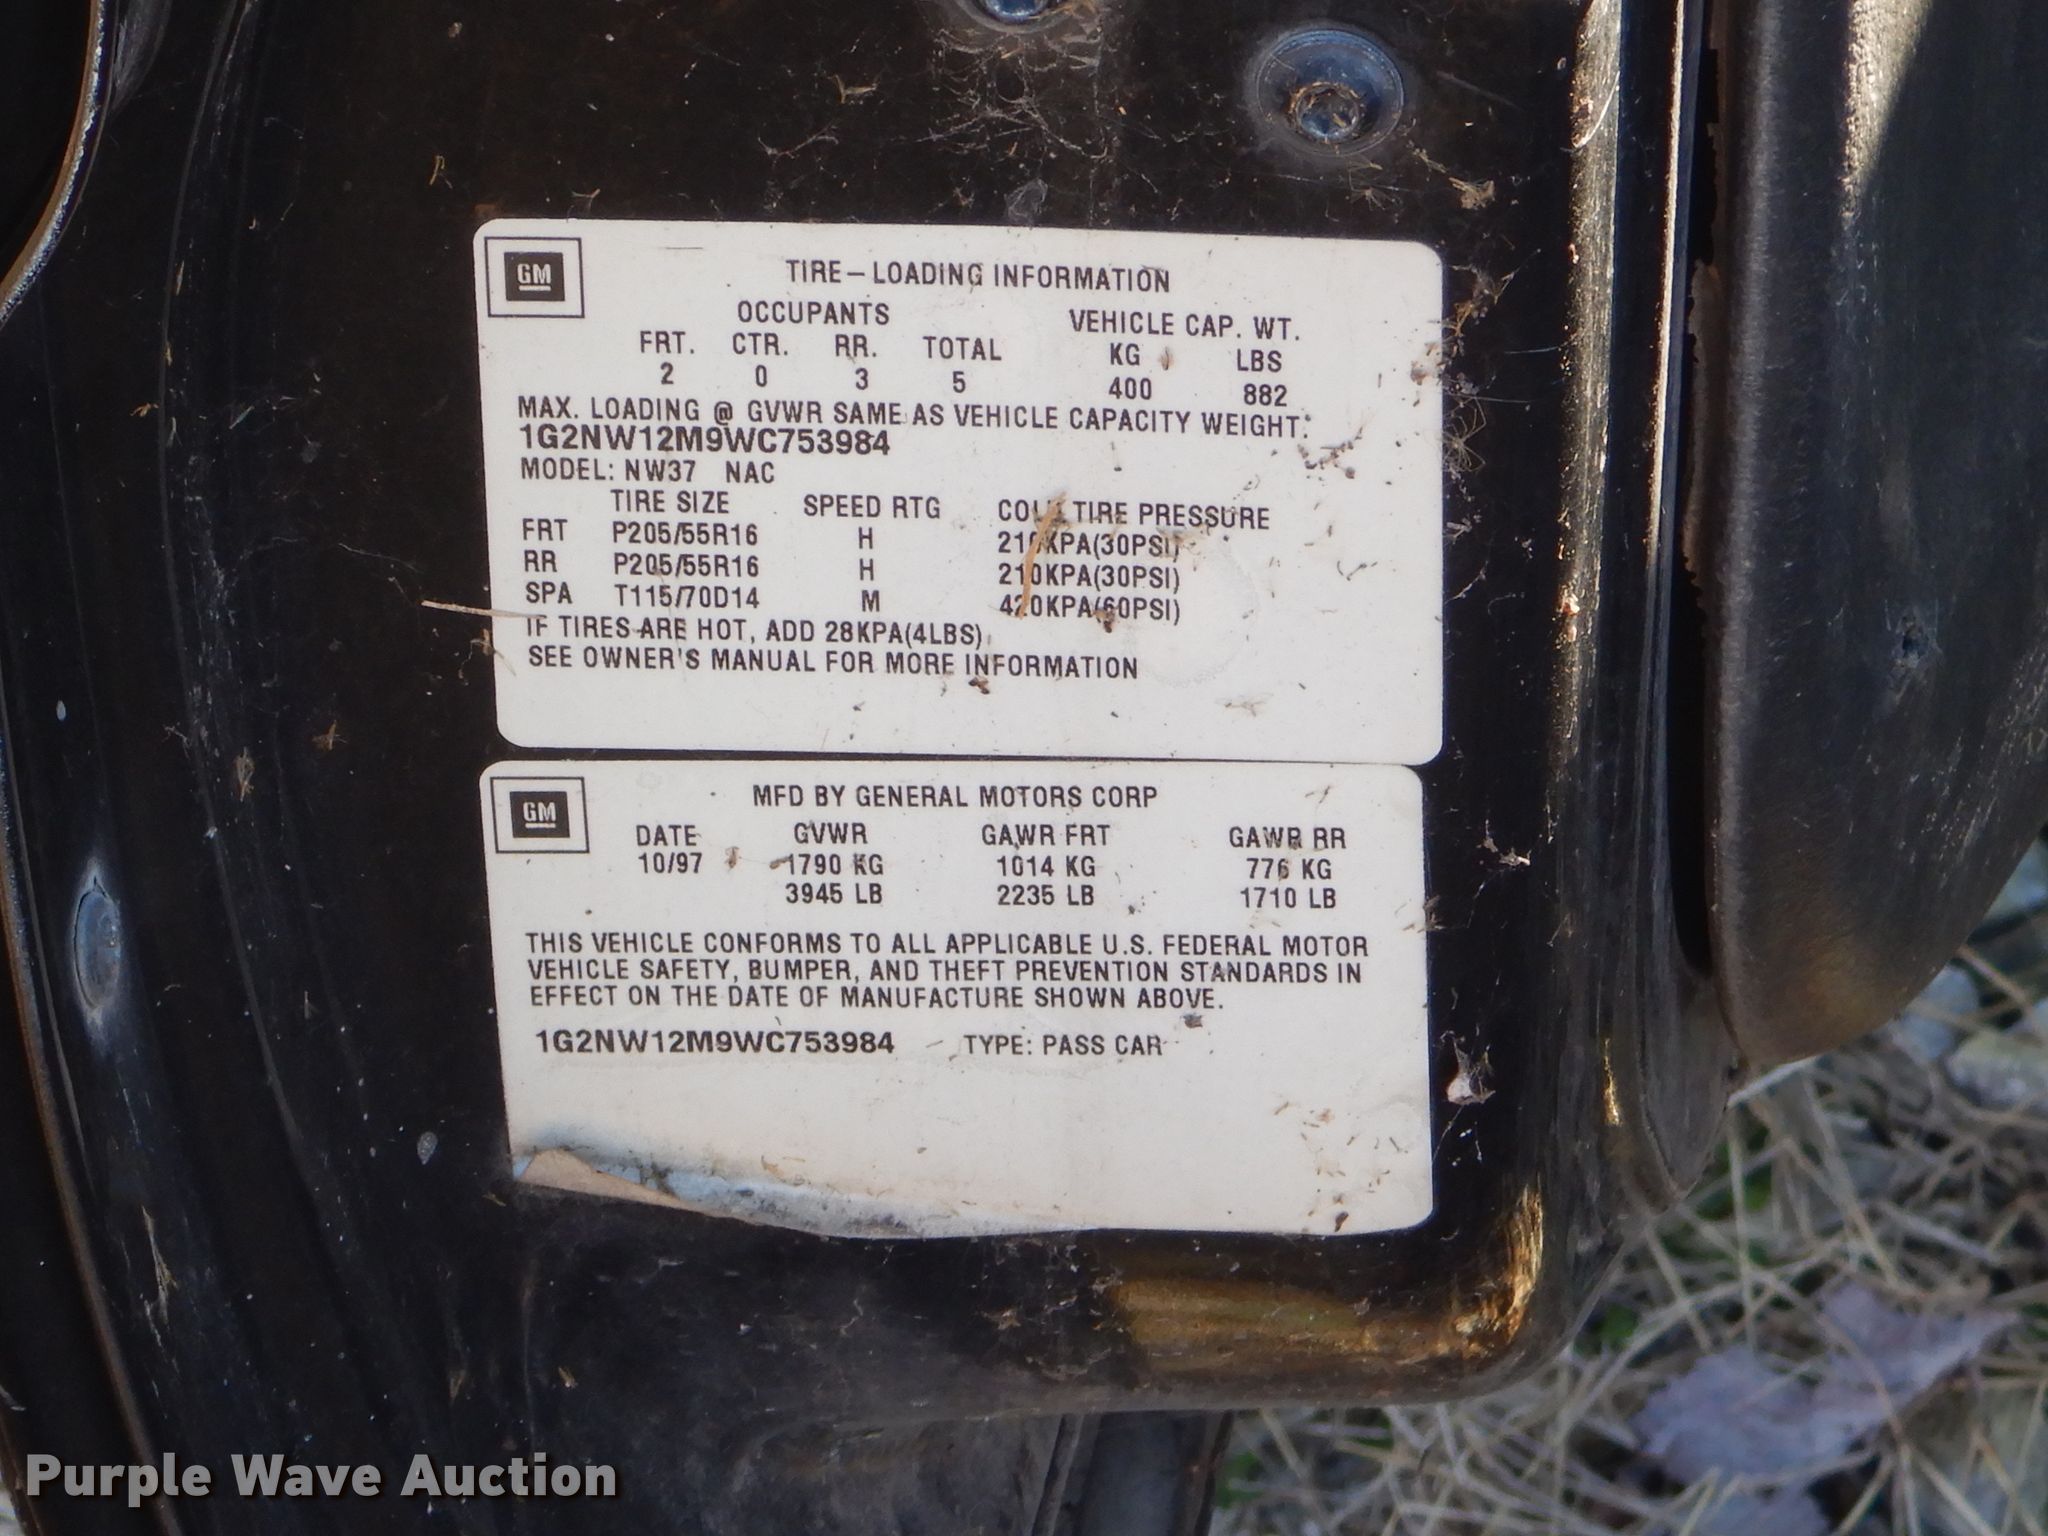 GM
TIRE – LOADING INFORMATION
OCCUPANTS VEHICLE CAP. WT.
FRT. CTR. RR. TOTAL KG LBS
2 0 3 5 400 882
MAX. LOADING @ GVWR SAME AS VEHICLE CAPACITY WEIGHT:
1G2NW12M9WC753984
MODEL: NW37 NAC
TIRE SIZE SPEED RTG COLD TIRE PRESSURE
FRT P205/55R16 H 210KPA(30PSI)
RR P205/55R16 H 210KPA(30PSI)
SPA T115/70D14 M 420KPA(60PSI)
IF TIRES ARE HOT, ADD 28KPA(4LBS)
SEE OWNER'S MANUAL FOR MORE INFORMATION
GM
MFD BY GENERAL MOTORS CORP
DATE GVWR GAWR FRT GAWR RR
10/97 1790 KG 1014 KG 776 KG
3945 LB 2235 LB 1710 LB
THIS VEHICLE CONFORMS TO ALL APPLICABLE U.S. FEDERAL MOTOR
VEHICLE SAFETY, BUMPER, AND THEFT PREVENTION STANDARDS IN
EFFECT ON THE DATE OF MANUFACTURE SHOWN ABOVE.
1G2NW12M9WC753984 TYPE: PASS CAR
Purple Wave Auction